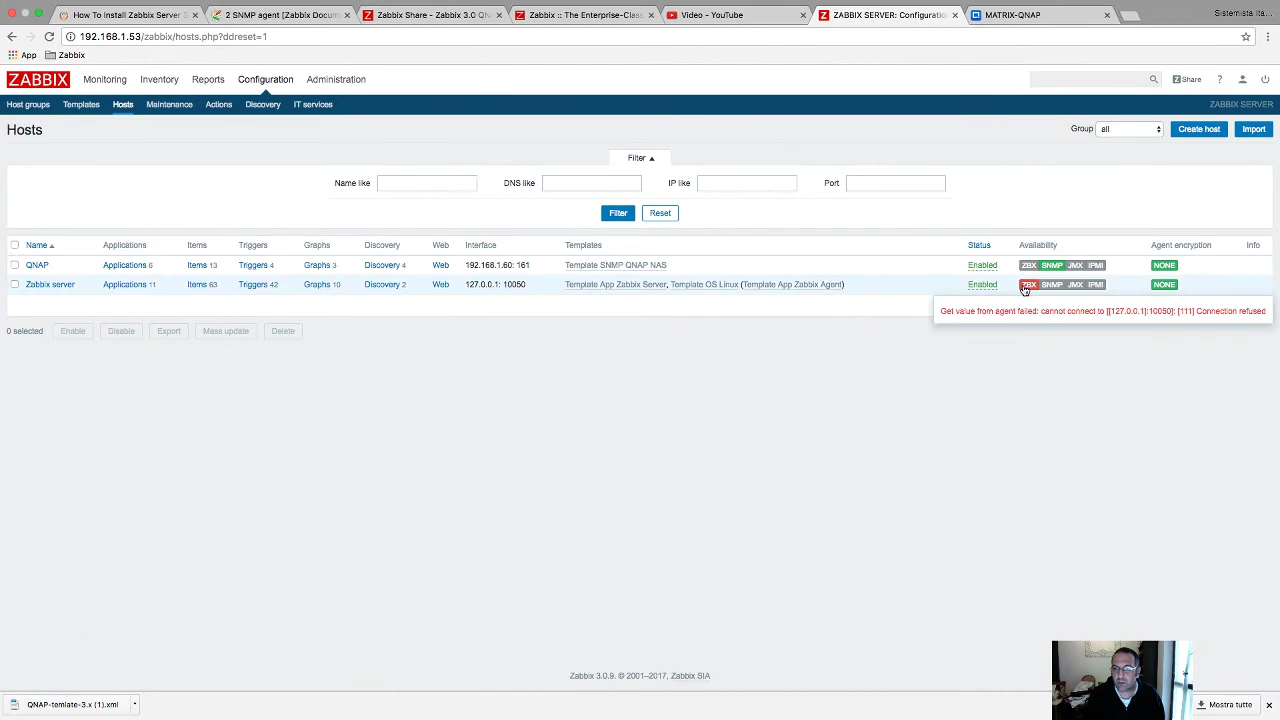 How To Install Zabbix Server 3
2 SNMP agent [Zabbix Docum
Zabbix Share - Zabbix 3.0 QN
Zabbix :: The Enterprise-Clas
Video - YouTube
ZABBIX SERVER: Configuratio
MATRIX-QNAP
Sistemista ita...
192.168.1.53/zabbix/hosts.php?ddreset=1
App
Zabbix
ZABBIX
Monitoring
Inventory
Reports
Configuration
Administration
Share
?
Host groups
Templates
Hosts
Maintenance
Actions
Discovery
IT services
ZABBIX SERVER
Hosts
Group
all
Create host
Import
Filter
Name like
DNS like
IP like
Port
Filter
Reset
Name
Applications
Items
Triggers
Graphs
Discovery
Web
Interface
Templates
Status
Availability
Agent encryption
Info
QNAP
Applications 6
Items 13
Triggers 4
Graphs 3
Discovery 4
Web
192.168.1.60: 161
Template SNMP QNAP NAS
Enabled
ZBX SNMP JMX IPMI
NONE
Zabbix server
Applications 11
Items 63
Triggers 42
Graphs 10
Discovery 2
Web
127.0.0.1: 10050
Template App Zabbix Server, Template OS Linux (Template App Zabbix Agent)
Enabled
ZBX SNMP JMX IPMI
NONE
Get value from agent failed: cannot connect to [[127.0.0.1]:10050]: [111] Connection refused
0 selected
Enable
Disable
Export
Mass update
Delete
Zabbix 3.0.9. © 2001–2017, Zabbix SIA
QNAP-temlate-3.x (1).xml
Mostra tutte